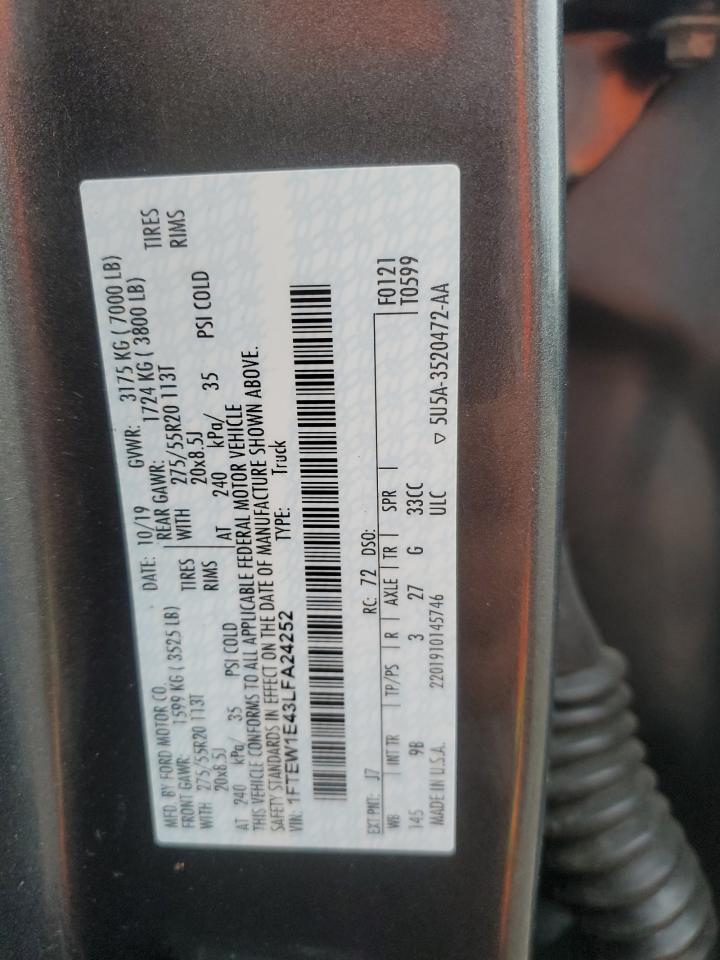 MFD. BY FORD MOTOR CO. DATE: 10/19 GVWR: 3175 KG ( 7000 LB)
FRONT GAWR: 1599 KG ( 3525 LB) REAR GAWR: 1724 KG ( 3800 LB)
WITH 275/55R20 113T TIRES WITH 275/55R20 113T TIRES
20x8.5J RIMS 20x8.5J RIMS
AT 240 kPa/ 35 PSI COLD AT 240 kPa/ 35 PSI COLD
THIS VEHICLE CONFORMS TO ALL APPLICABLE FEDERAL MOTOR VEHICLE
SAFETY STANDARDS IN EFFECT ON THE DATE OF MANUFACTURE SHOWN ABOVE.
VIN: 1FTEW1E43LFA24252 TYPE: Truck
EXT PNT: J7 RC: 72 DSO:
WB INT TR TP/PS R AXLE TR SPR F0121
145 9B 3 27 G 33CC T0599
MADE IN U.S.A. 2201910145746 ULC ▽ 5U5A-3520472-AA